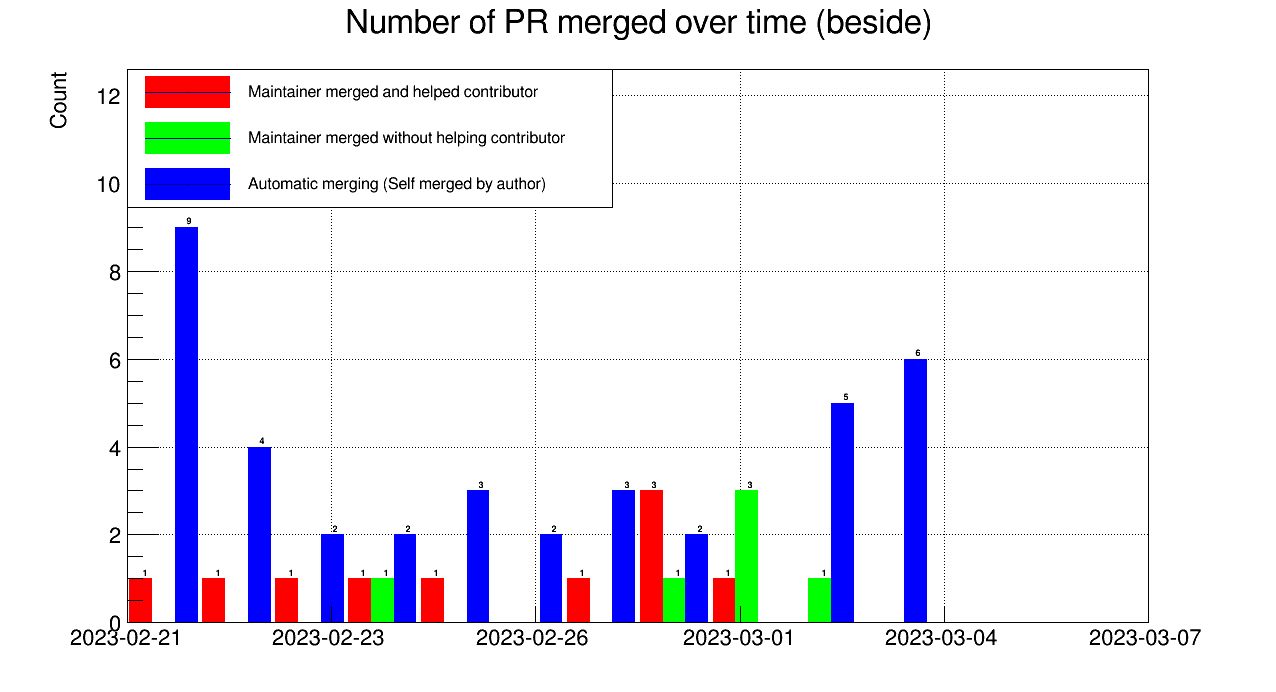 Number of PR merged over time (beside)
Count
Maintainer merged and helped contributor
Maintainer merged without helping contributor
Automatic merging (Self merged by author)
12
10
8
6
4
2
0
1 9 1 4 1 2 1 1 2 1 3 2 1 3 3 1 2 1 3 1 5 6
2023-02-21 2023-02-23 2023-02-26 2023-03-01 2023-03-04 2023-03-07